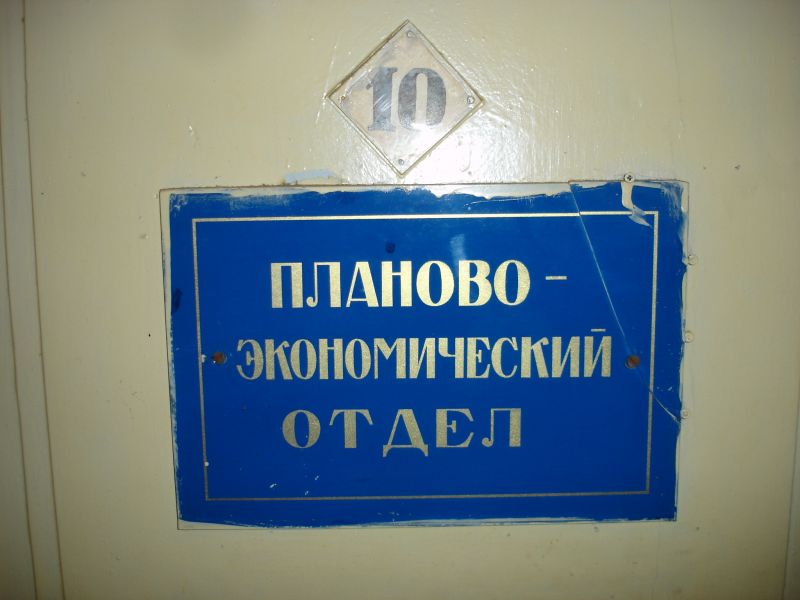 10
ПЛАНОВО-
ЭКОНОМИЧЕСКИЙ
ОТДЕЛ